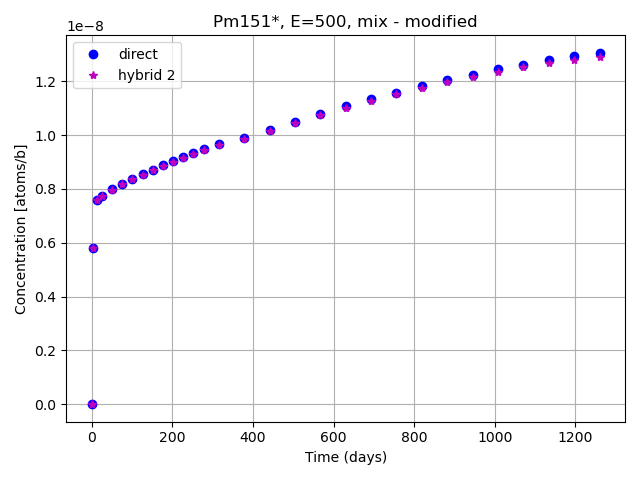 Pm151*, E=500, mix - modified
1e−8
direct
hybrid 2
Concentration [atoms/b]
1.2
1.0
0.8
0.6
0.4
0.2
0.0
0 200 400 600 800 1000 1200
Time (days)